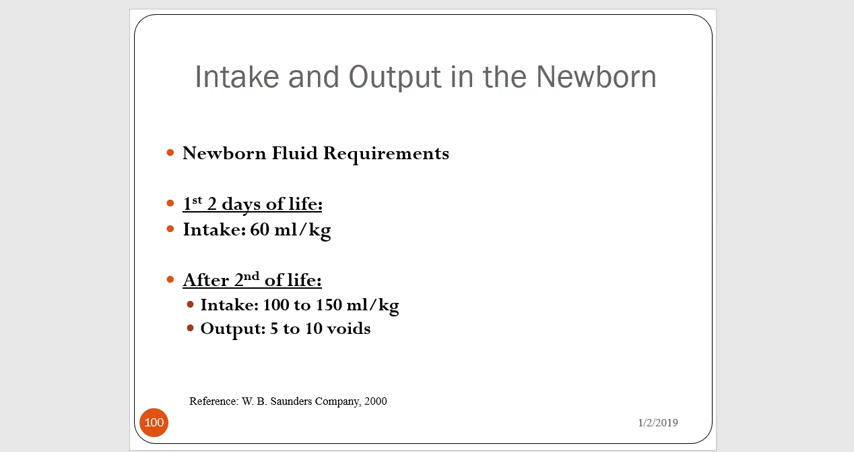 Intake and Output in the Newborn
• Newborn Fluid Requirements
• 1st 2 days of life:
• Intake: 60 ml/kg
• After 2nd of life:
• Intake: 100 to 150 ml/kg
• Output: 5 to 10 voids
Reference: W. B. Saunders Company, 2000
100
1/2/2019